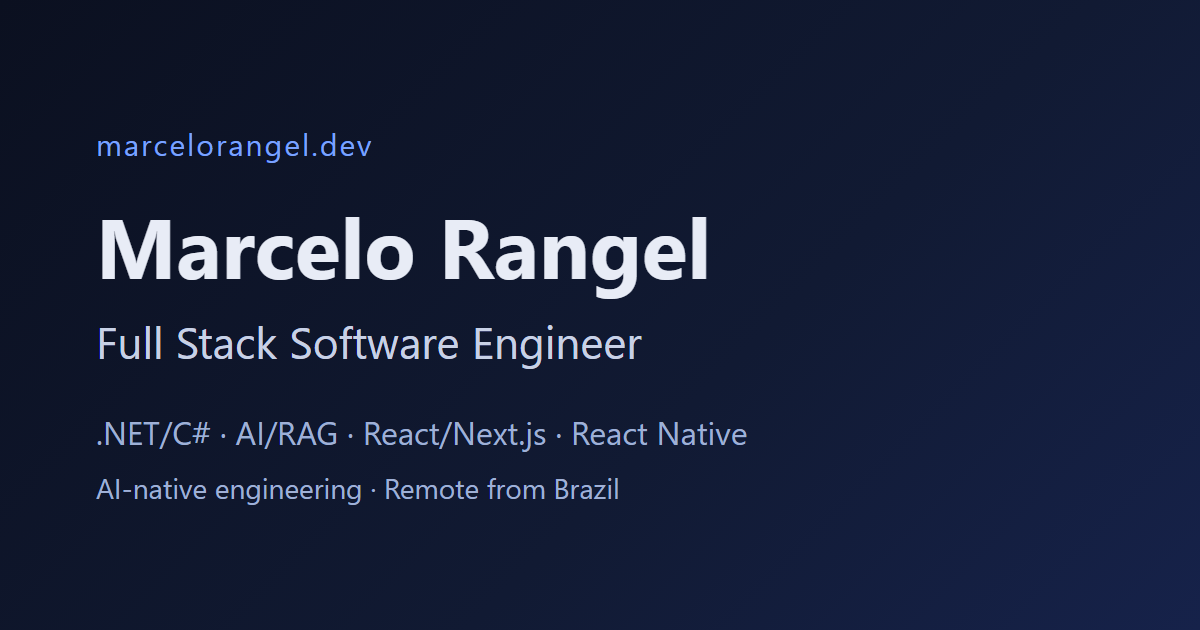 marcelorangel.dev
Marcelo Rangel
Full Stack Software Engineer
.NET/C# · AI/RAG · React/Next.js · React Native
AI-native engineering · Remote from Brazil